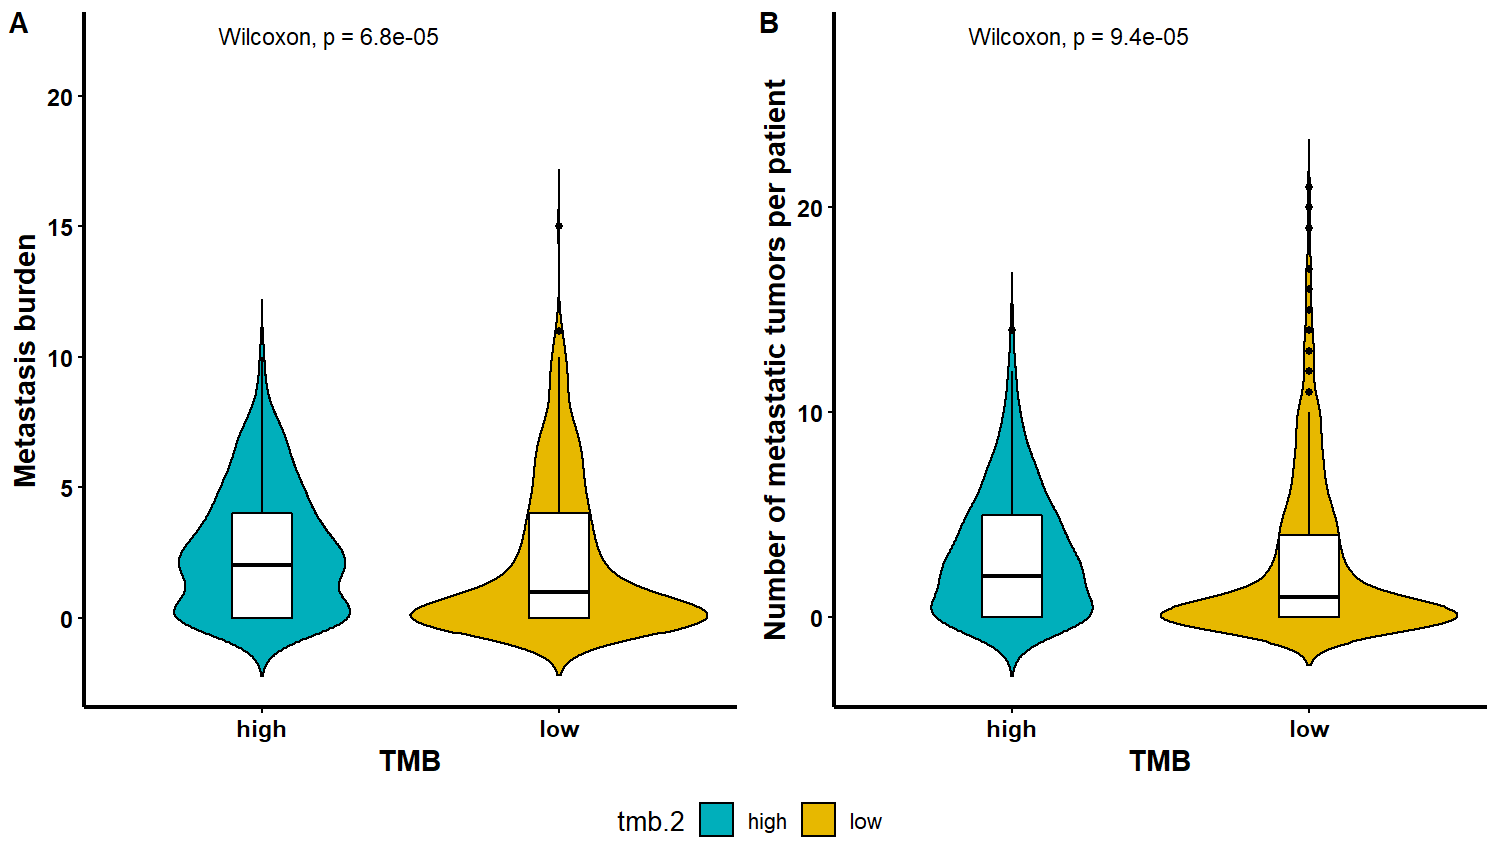 A
Wilcoxon, p = 6.8e-05
Metastasis burden
20
15
10
5
0
high
low
TMB
B
Wilcoxon, p = 9.4e-05
Number of metastatic tumors per patient
20
10
0
high
low
TMB
tmb.2 high low